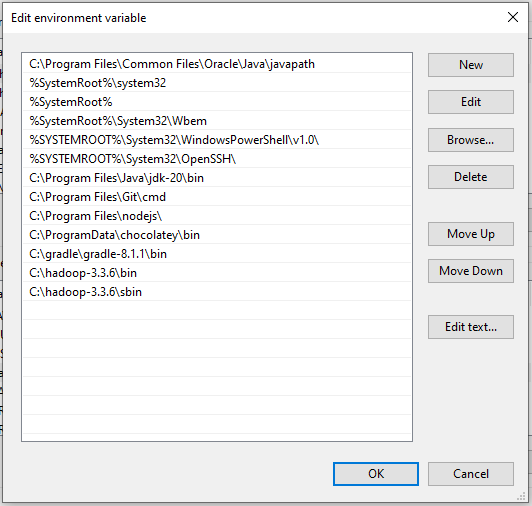 Edit environment variable
C:\Program Files\Common Files\Oracle\Java\javapath
%SystemRoot%\system32
%SystemRoot%
%SystemRoot%\System32\Wbem
%SYSTEMROOT%\System32\WindowsPowerShell\v1.0\
%SYSTEMROOT%\System32\OpenSSH\
C:\Program Files\Java\jdk-20\bin
C:\Program Files\Git\cmd
C:\Program Files\nodejs\
C:\ProgramData\chocolatey\bin
C:\gradle\gradle-8.1.1\bin
C:\hadoop-3.3.6\bin
C:\hadoop-3.3.6\sbin
New
Edit
Browse...
Delete
Move Up
Move Down
Edit text...
OK
Cancel